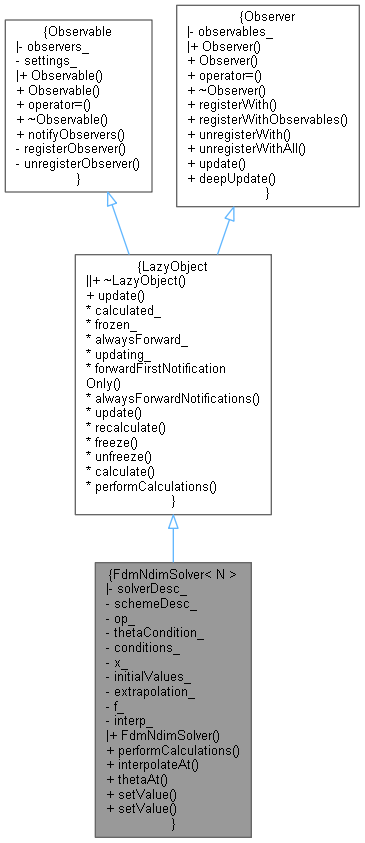 {Observable
|- observers_
- settings_
|+ Observable()
+ Observable()
+ operator=()
+ ~Observable()
+ notifyObservers()
- registerObserver()
- unregisterObserver()
}
{Observer
|- observables_
|+ Observer()
+ Observer()
+ operator=()
+ ~Observer()
+ registerWith()
+ registerWithObservables()
+ unregisterWith()
+ unregisterWithAll()
+ update()
+ deepUpdate()
}
{LazyObject
||+ ~LazyObject()
+ update()
* calculated_
* frozen_
* alwaysForward_
* updating_
* forwardFirstNotification
Only()
* alwaysForwardNotifications()
* update()
* recalculate()
* freeze()
* unfreeze()
* calculate()
* performCalculations()
}
{FdmNdimSolver< N >
|- solverDesc_
- schemeDesc_
- op_
- thetaCondition_
- conditions_
- x_
- initialValues_
- extrapolation_
- f_
- interp_
|+ FdmNdimSolver()
+ performCalculations()
+ interpolateAt()
+ thetaAt()
+ setValue()
+ setValue()
}